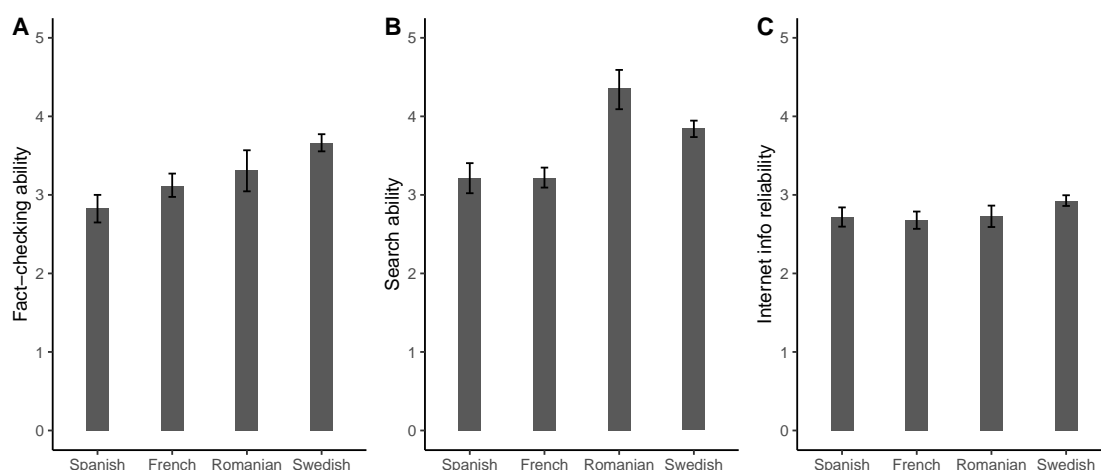 A
Fact−checking ability
5
4
3
2
1
0
Spanish French Romanian Swedish
B
Search ability
5
4
3
2
1
0
Spanish French Romanian Swedish
C
Internet info reliability
5
4
3
2
1
0
Spanish French Romanian Swedish